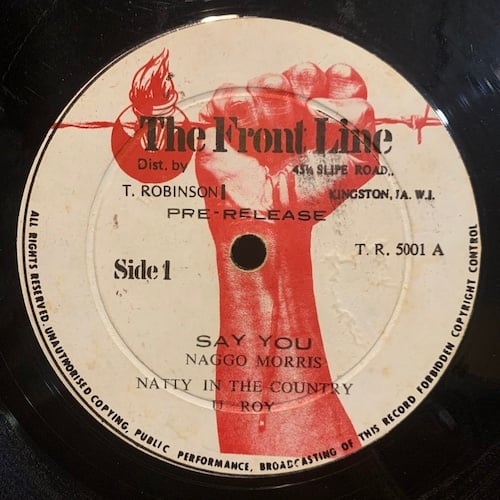 The Front Line
Dist. by
45½ SLIPE ROAD.,
T. ROBINSON
KINGSTON, JA. W.I.
PRE-RELEASE
T. R. 5001 A
Side 1
SAY YOU
NAGGO MORRIS
NATTY IN THE COUNTRY
U ROY
ALL RIGHTS RESERVED. UNAUTHORISED COPYING, PUBLIC PERFORMANCE, BROADCASTING OF THIS RECORD FORBIDDEN COPYRIGHT CONTROL